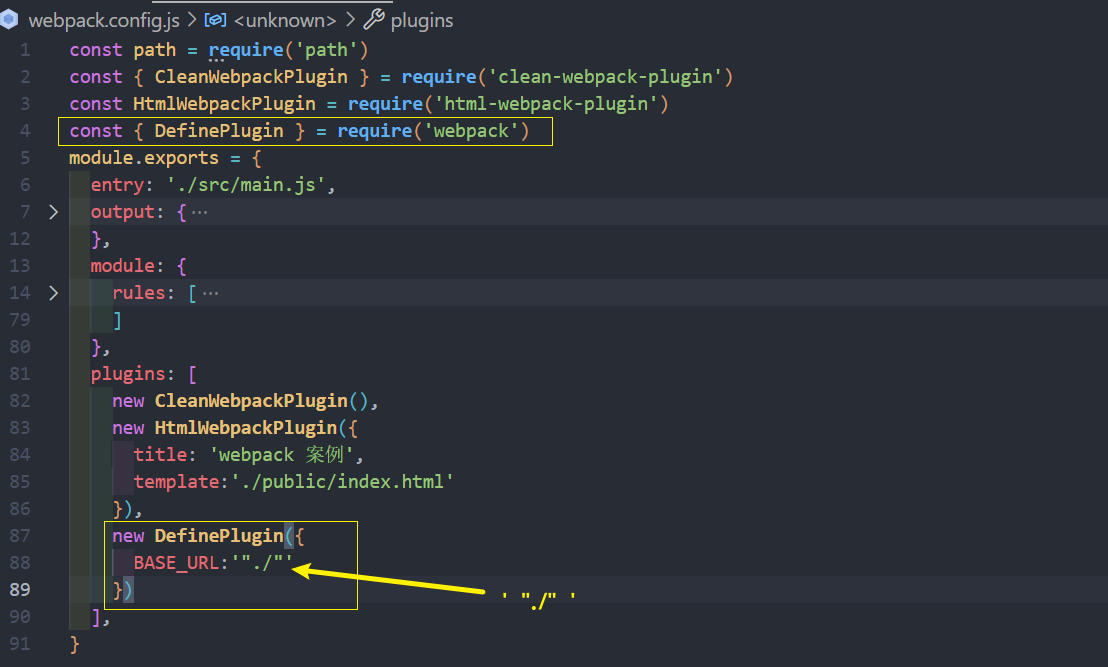 webpack.config.js > <unknown> > plugins
1 const path = require('path')
2 const { CleanWebpackPlugin } = require('clean-webpack-plugin')
3 const HtmlWebpackPlugin = require('html-webpack-plugin')
4 const { DefinePlugin } = require('webpack')
5 module.exports = {
6 entry: './src/main.js',
7 output: {···
12 },
13 module: {
14 rules: [···
79 ]
80 },
81 plugins: [
82 new CleanWebpackPlugin(),
83 new HtmlWebpackPlugin({
84 title: 'webpack 案例',
85 template:'./public/index.html'
86 }),
87 new DefinePlugin({
88 BASE_URL:'"./"'
89 })
' "./" '
90 ],
91 }